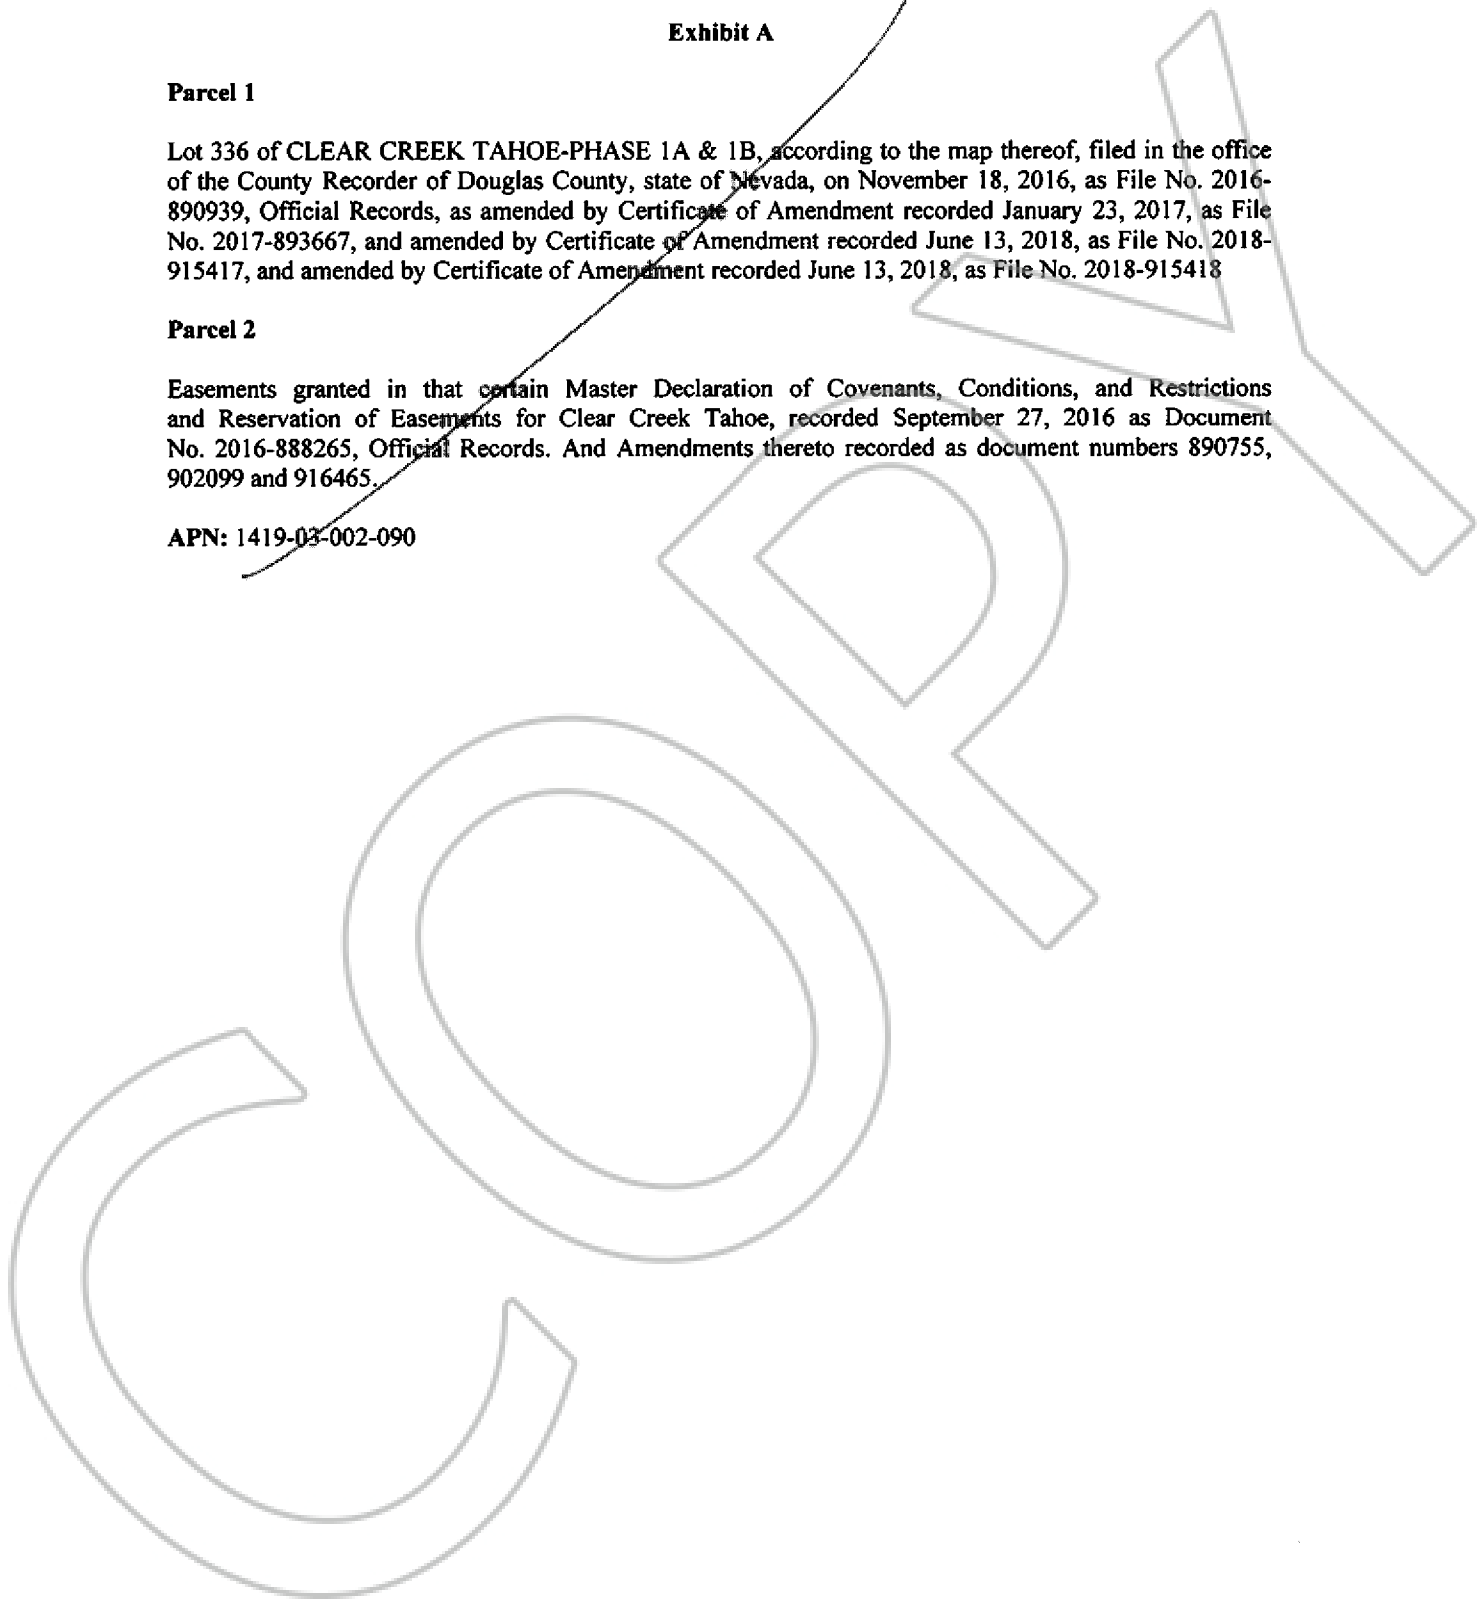 Exhibit A
Parcel 1
Lot 336 of CLEAR CREEK TAHOE-PHASE 1A & 1B, according to the map thereof, filed in the office
of the County Recorder of Douglas County, state of Nevada, on November 18, 2016, as File No. 2016-
890939, Official Records, as amended by Certificate of Amendment recorded January 23, 2017, as File
No. 2017-893667, and amended by Certificate of Amendment recorded June 13, 2018, as File No. 2018-
915417, and amended by Certificate of Amendment recorded June 13, 2018, as File No. 2018-915418
Parcel 2
Easements granted in that certain Master Declaration of Covenants, Conditions, and Restrictions
and Reservation of Easements for Clear Creek Tahoe, recorded September 27, 2016 as Document
No. 2016-888265, Official Records. And Amendments thereto recorded as document numbers 890755,
902099 and 916465.
APN: 1419-03-002-090
COPY